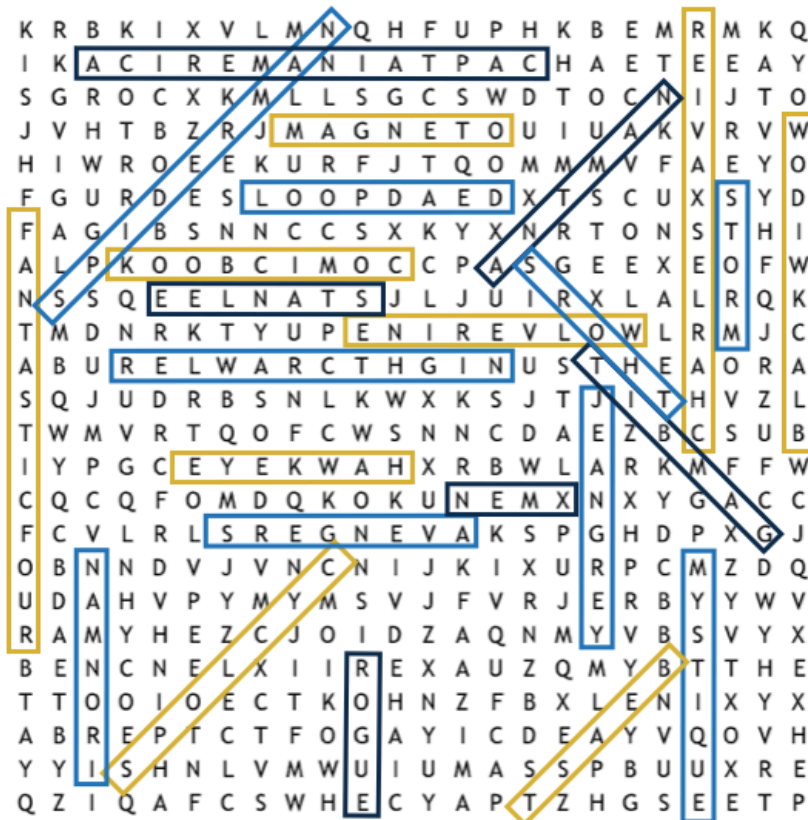 K R B K I X V L M N Q H F U P H K B E M R M K Q
I K A C I R E M A N I A T P A C H A E T E E A Y
S G R O C X K M L L S G C S W D T O C N I J T O
J V H T B Z R J M A G N E T O U I U A K V R V W
H I W R O E E K U R F J T Q O M M M V F A E Y O
F G U R D E S L O O P D A E D X T S C U X S Y D
F A G I B S N N C C S X K Y X N R T O N S T H I
A L P K O O B C I M O C C P A S G E E X E O F W
N S S Q E E L N A T S J L J U I R X L A L R Q K
T M D N R K T Y U P E N I R E V L O W L R M J C
A B U R E L W A R C T H G I N U S T H E A O R A
S Q J U D R B S N L K W X K S J T J I T H V Z L
T W M V R T Q O F C W S N N C D A E Z B C S U B
I Y P G C E Y E K W A H X R B W L A R K M F F W
C Q C Q F O M D Q K O K U N E M X N X Y G A C C
F C V L R L S R E G N E V A K S P G H D P X G J
O B N N D V J V N C N I J K I X U R P C M Z D Q
U D A H V P Y M Y M S V J F V R J E R B Y Y W V
R A M Y H E Z C J O I D Z A Q N M Y V B S V Y X
B E N C N E L X I I R E X A U Z Q M Y B T T H E
T T O O I O E C T K O H N Z F B X L E N I X Y X
A B R E P T C T F O G A Y I C D E A Y V Q O V H
Y Y I S H N L V M W U I U M A S S P B U U X R E
Q Z I Q A F C S W H E C Y A P T Z H G S E E T P